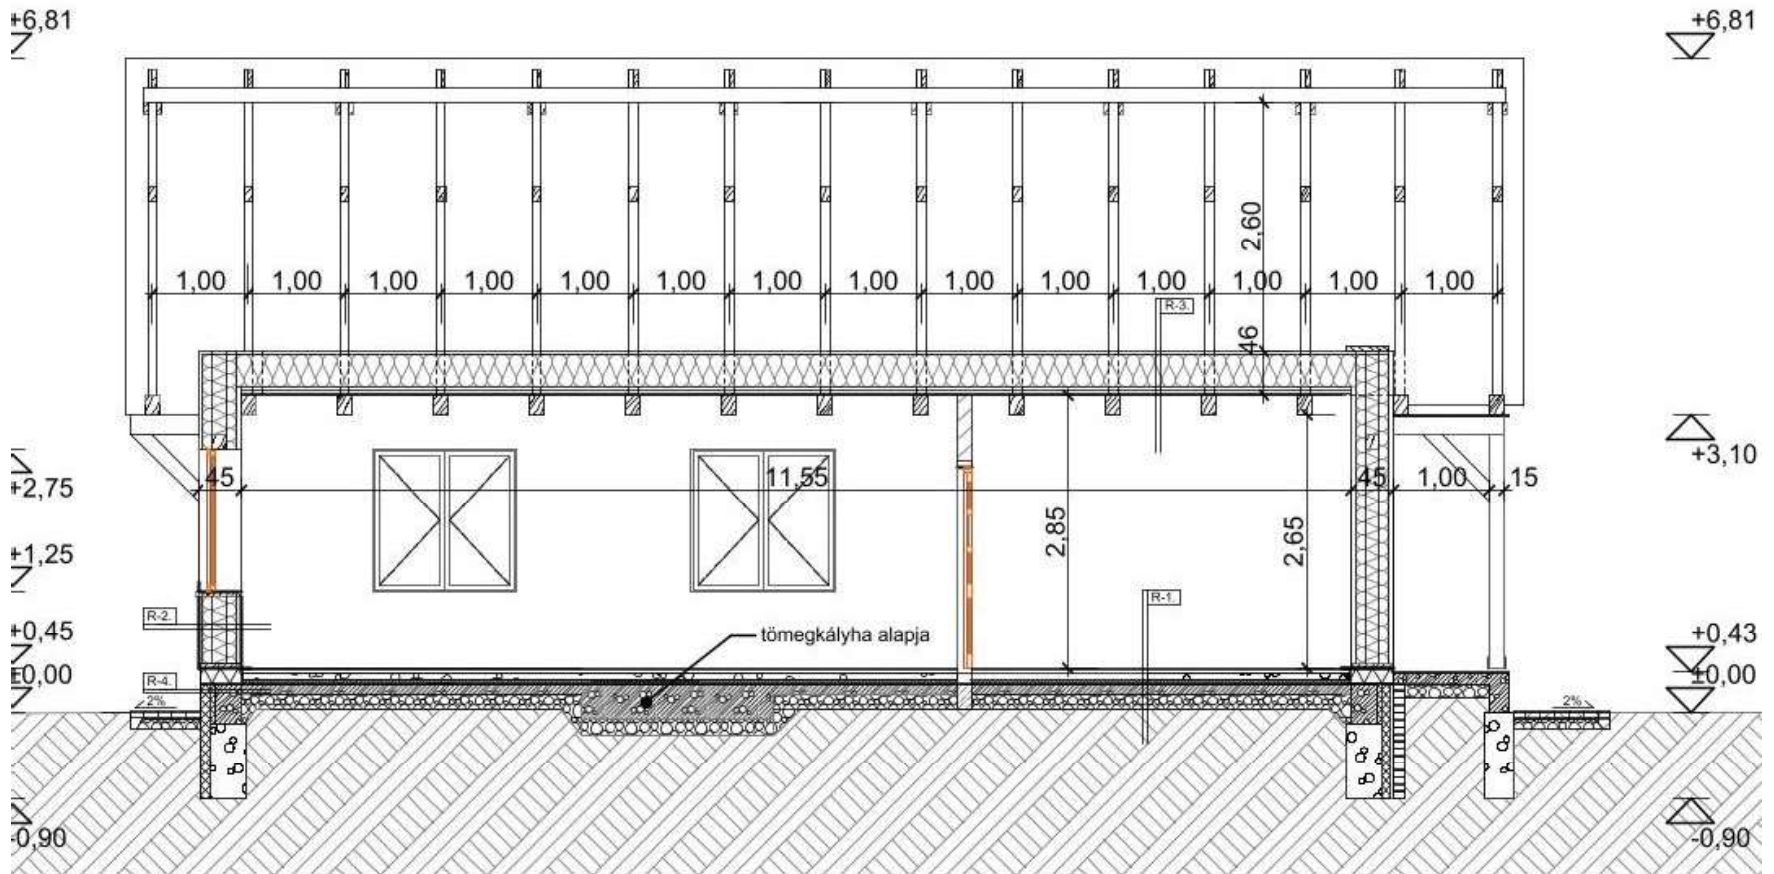 +6,81
+6,81
2,60
1,00 1,00 1,00 1,00 1,00 1,00 1,00 1,00 1,00 1,00 1,00 1,00 1,00 1,00
R-3.
46
+3,10
+2,75
45 11,55 45 1,00 15
2,85
2,65
+1,25
R-1.
R-2.
+0,45
tömegkályha alapja
+0,43
±0,00
±0,00
R-4.
2%
2%
-0,90
-0,90